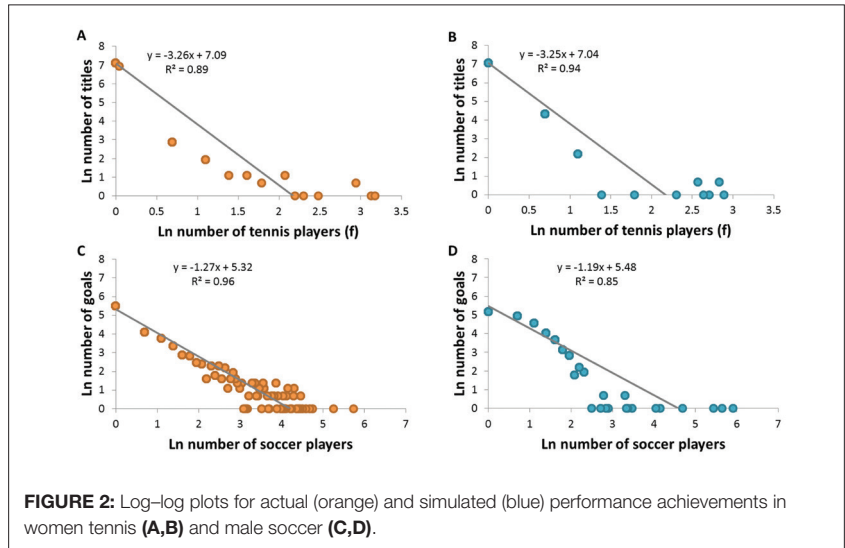 A
y = -3.26x + 7.09
R² = 0.89
Ln number of titles
8
7
6
5
4
3
2
1
0
0 0.5 1 1.5 2 2.5 3 3.5
Ln number of tennis players (f)
B
y = -3.25x + 7.04
R² = 0.94
Ln number of titles
8
7
6
5
4
3
2
1
0
0 0.5 1 1.5 2 2.5 3 3.5
Ln number of tennis players (f)
C
y = -1.27x + 5.32
R² = 0.96
Ln number of goals
8
7
6
5
4
3
2
1
0
0 1 2 3 4 5 6 7
Ln number of soccer players
D
y = -1.19x + 5.48
R² = 0.85
Ln number of goals
8
7
6
5
4
3
2
1
0
0 1 2 3 4 5 6 7
Ln number of soccer players
FIGURE 2: Log–log plots for actual (orange) and simulated (blue) performance achievements in
women tennis (A,B) and male soccer (C,D).